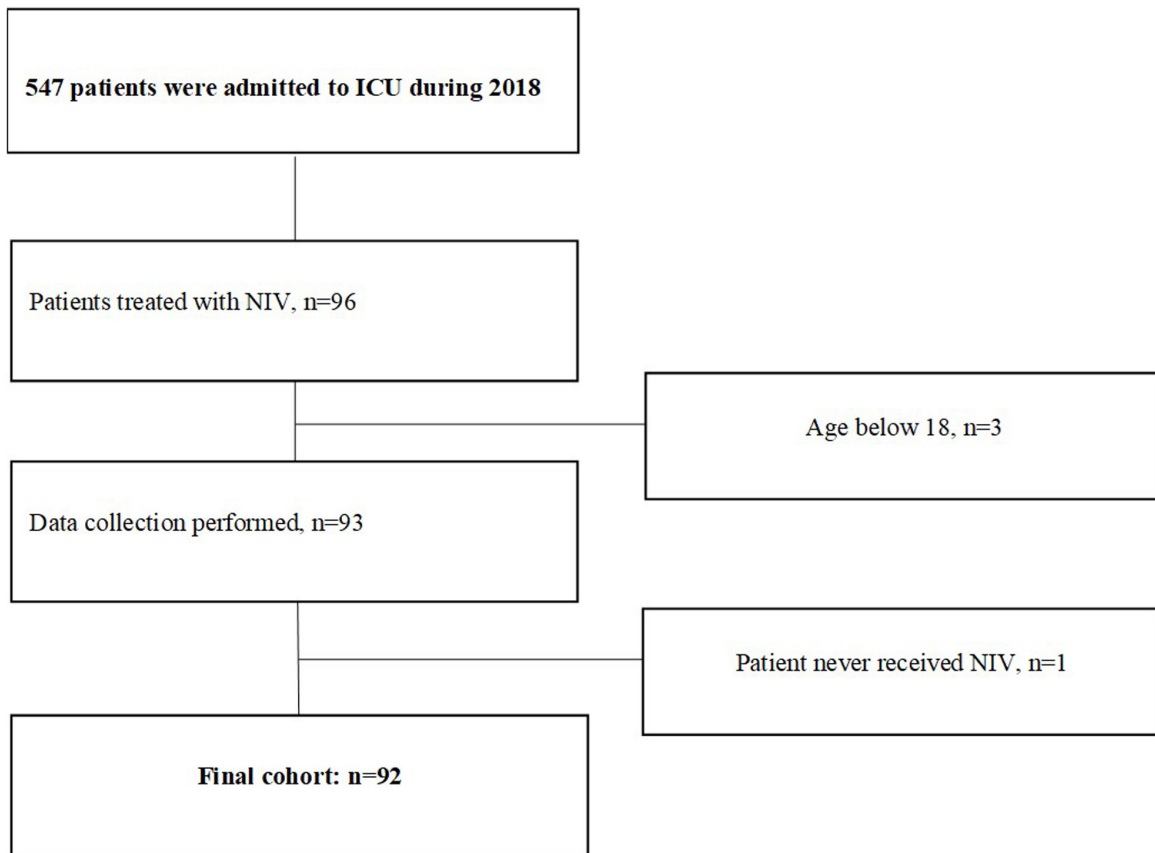 547 patients were admitted to ICU during 2018
Patients treated with NIV, n=96
Age below 18, n=3
Data collection performed, n=93
Patient never received NIV, n=1
Final cohort: n=92